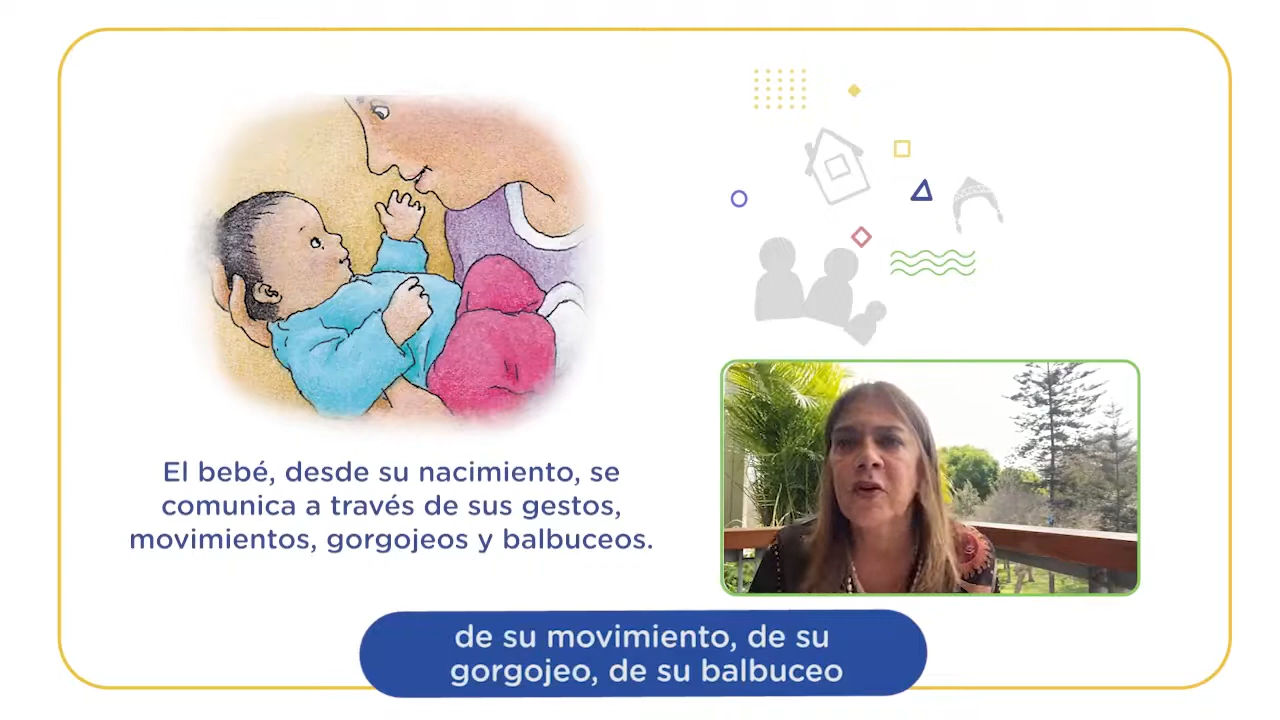 El bebé, desde su nacimiento, se
comunica a través de sus gestos,
movimientos, gorgojeos y balbuceos.
de su movimiento, de su
gorgojeo, de su balbuceo